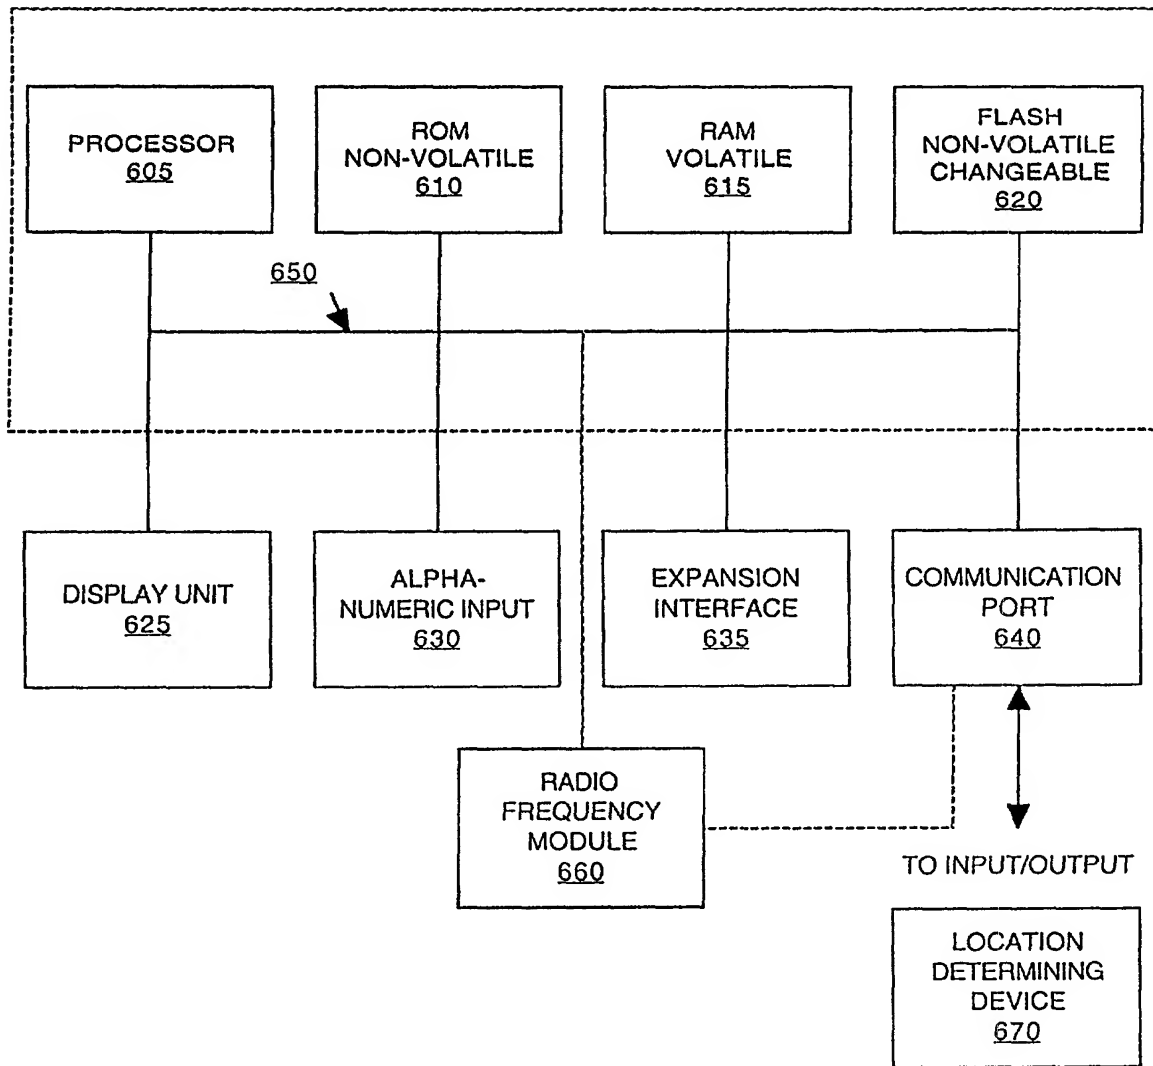 PROCESSOR
605
ROM
NON-VOLATILE
610
RAM
VOLATILE
615
FLASH
NON-VOLATILE
CHANGEABLE
620
650
DISPLAY UNIT
625
ALPHA-
NUMERIC INPUT
630
EXPANSION
INTERFACE
635
COMMUNICATION
PORT
640
RADIO
FREQUENCY
MODULE
660
TO INPUT/OUTPUT
LOCATION
DETERMINING
DEVICE
670